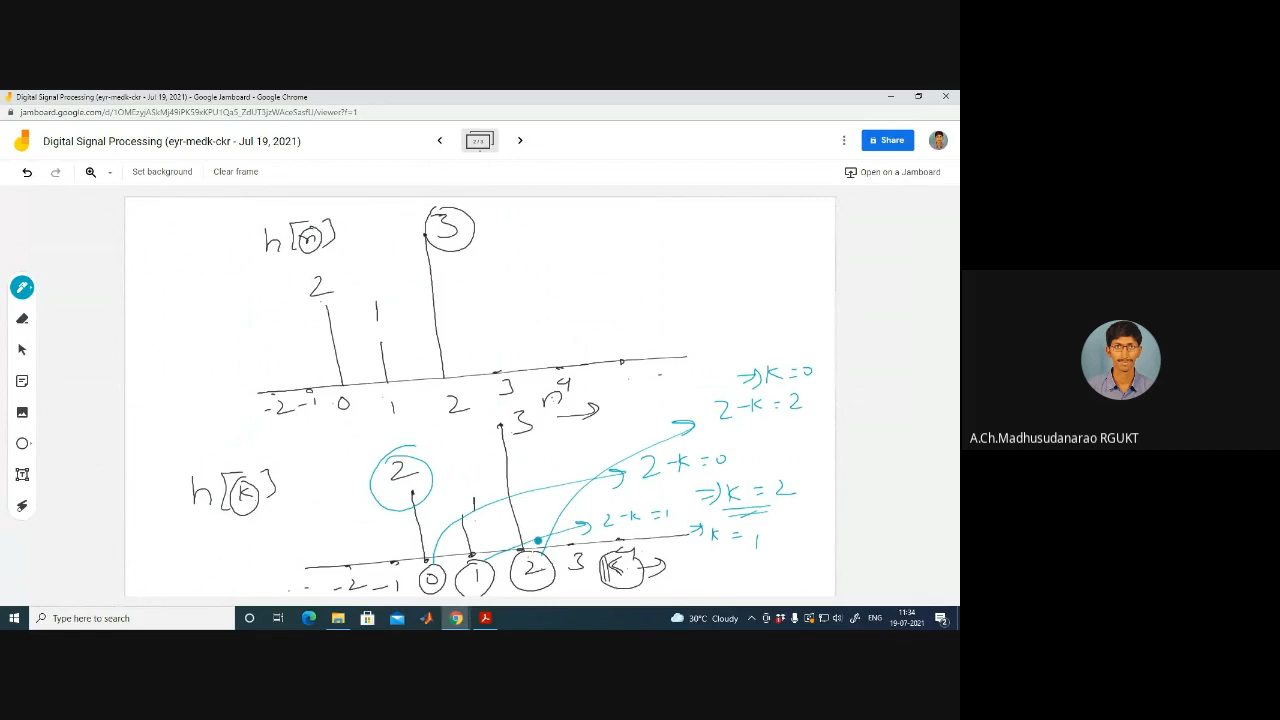 Digital Signal Processing (eyr-medk-ckr - Jul 19, 2021) - Google Jamboard - Google Chrome
Digital Signal Processing (eyr-medk-ckr - Jul 19, 2021)
2/3
Share
Set background
Clear frame
Open on a Jamboard
h[n]
3
2
1
-2 -1 0 1 2 3 4
n
⇒ K=0
2-K=2
3
2
h[k]
2-K=0
⇒ K=2
1
2-K=1
⇒ K=1
-2 -1 0 1 2 3
K
A.Ch.Madhusudanarao RGUKT
Type here to search
30°C Cloudy
ENG
11:34
19-07-2021